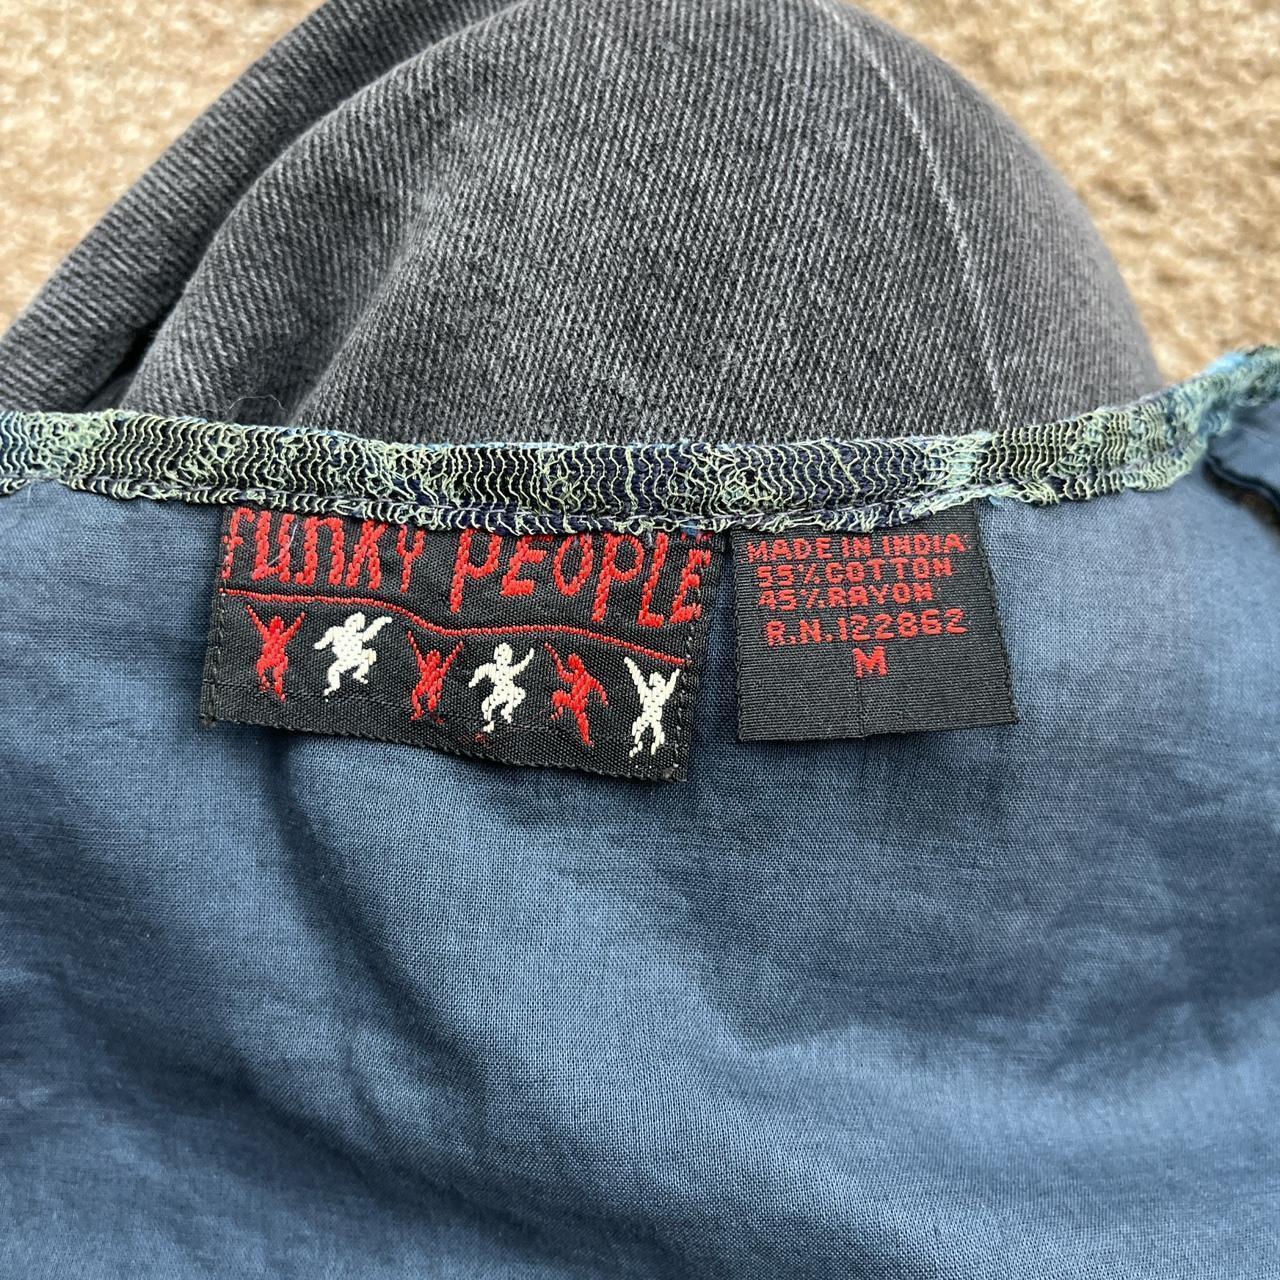 FUNKY PEOPLE
MADE IN INDIA
55% COTTON
45% RAYON
R.N.122862
M